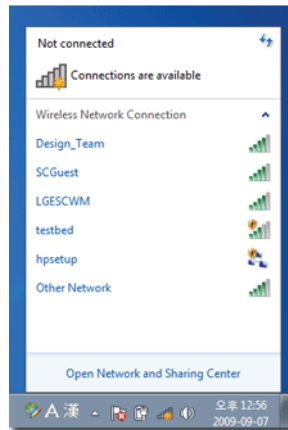 Not connected
Connections are available
Wireless Network Connection
Design_Team
SCGuest
LGESCWM
testbed
hpsetup
Other Network
Open Network and Sharing Center
A 漢
오후 12:56
2009-09-07